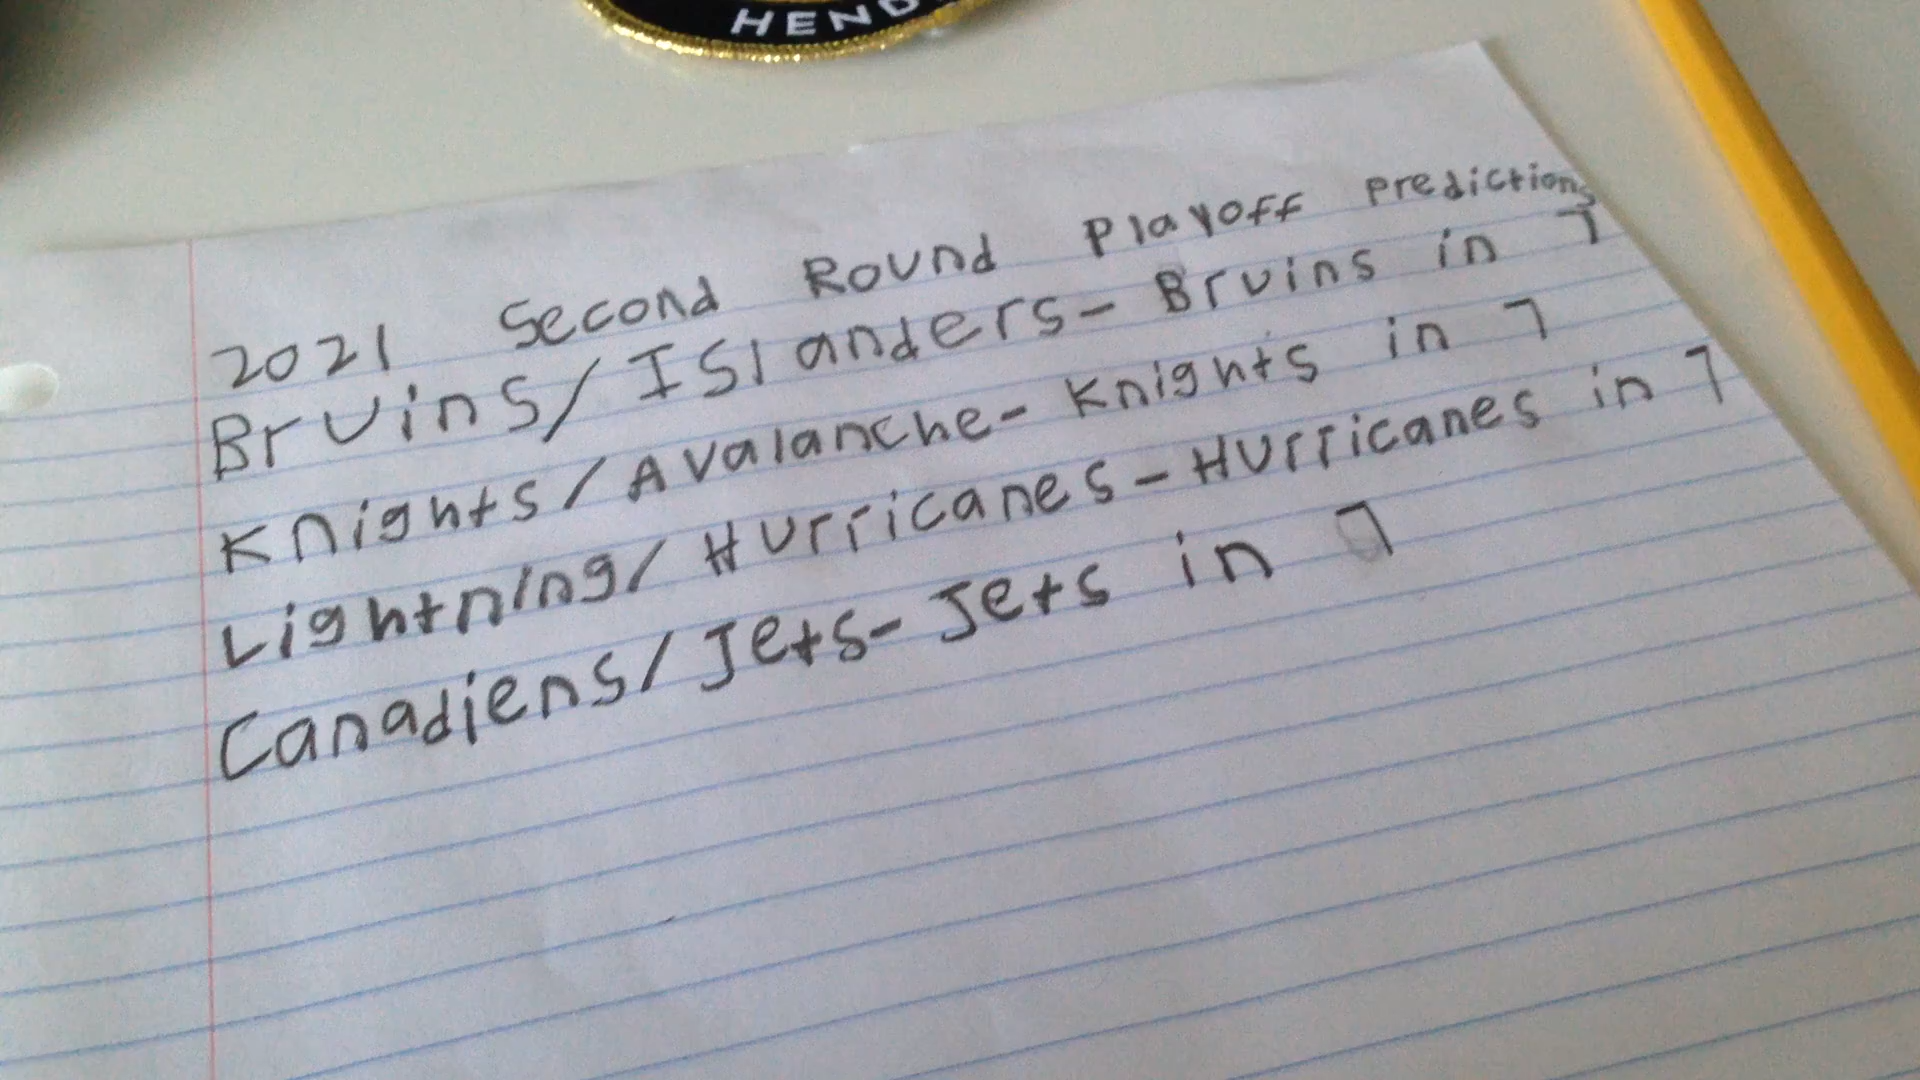 HEND
2021 Second Round Playoff Predictions
Bruins/Islanders- Bruins in 7
Knights/Avalanche- Knights in 7
Lightning/Hurricanes-Hurricanes in 7
Canadiens/Jets-Jets in 7